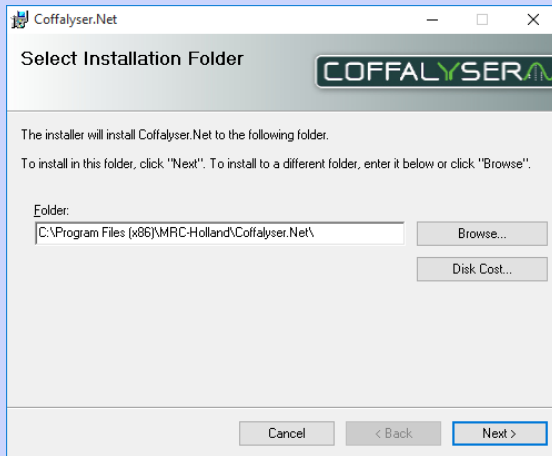 Coffalyser.Net
Select Installation Folder
COFFALYSER
The installer will install Coffalyser.Net to the following folder.
To install in this folder, click "Next". To install to a different folder, enter it below or click "Browse".
Folder:
C:\Program Files (x86)\MRC-Holland\Coffalyser.Net\
Browse...
Disk Cost...
Cancel
< Back
Next >